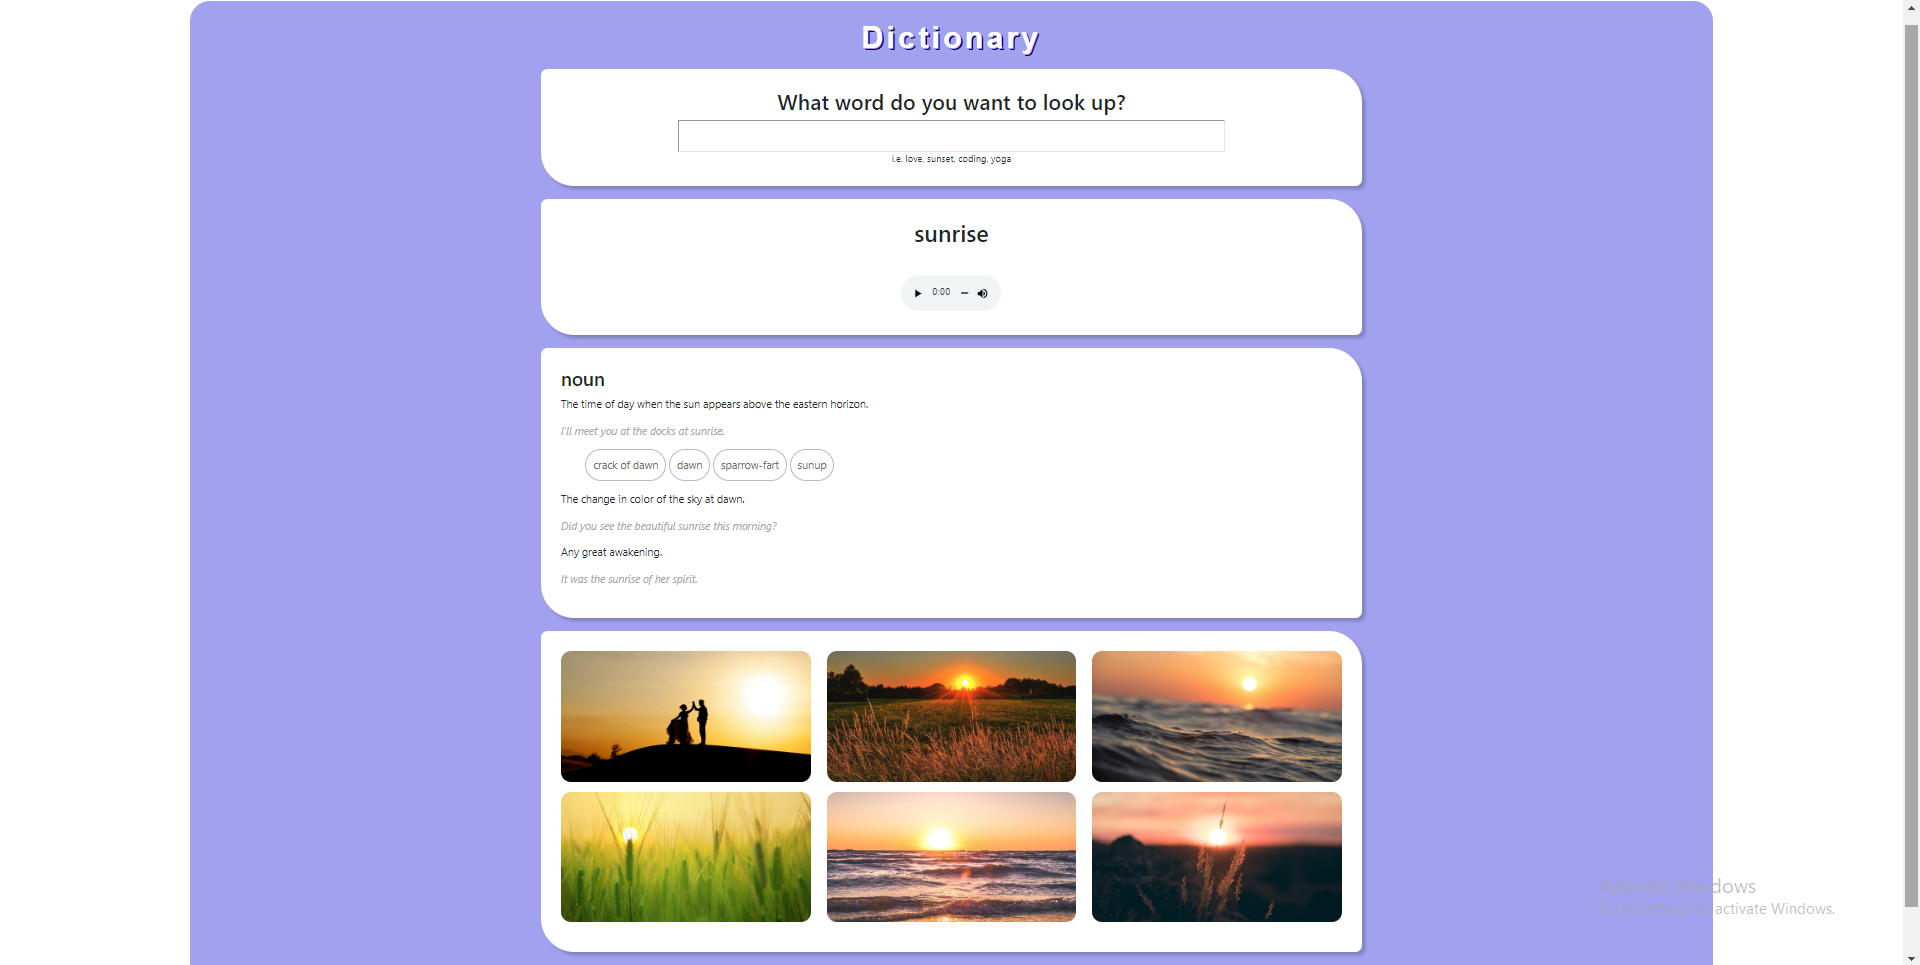 Dictionary
What word do you want to look up?
i.e. love, sunset, coding, yoga
sunrise
0:00
noun
The time of day when the sun appears above the eastern horizon.
I'll meet you at the docks at sunrise.
crack of dawn dawn sparrow-fart sunup
The change in color of the sky at dawn.
Did you see the beautiful sunrise this morning?
Any great awakening.
It was the sunrise of her spirit.
Activate Windows
activate Windows.